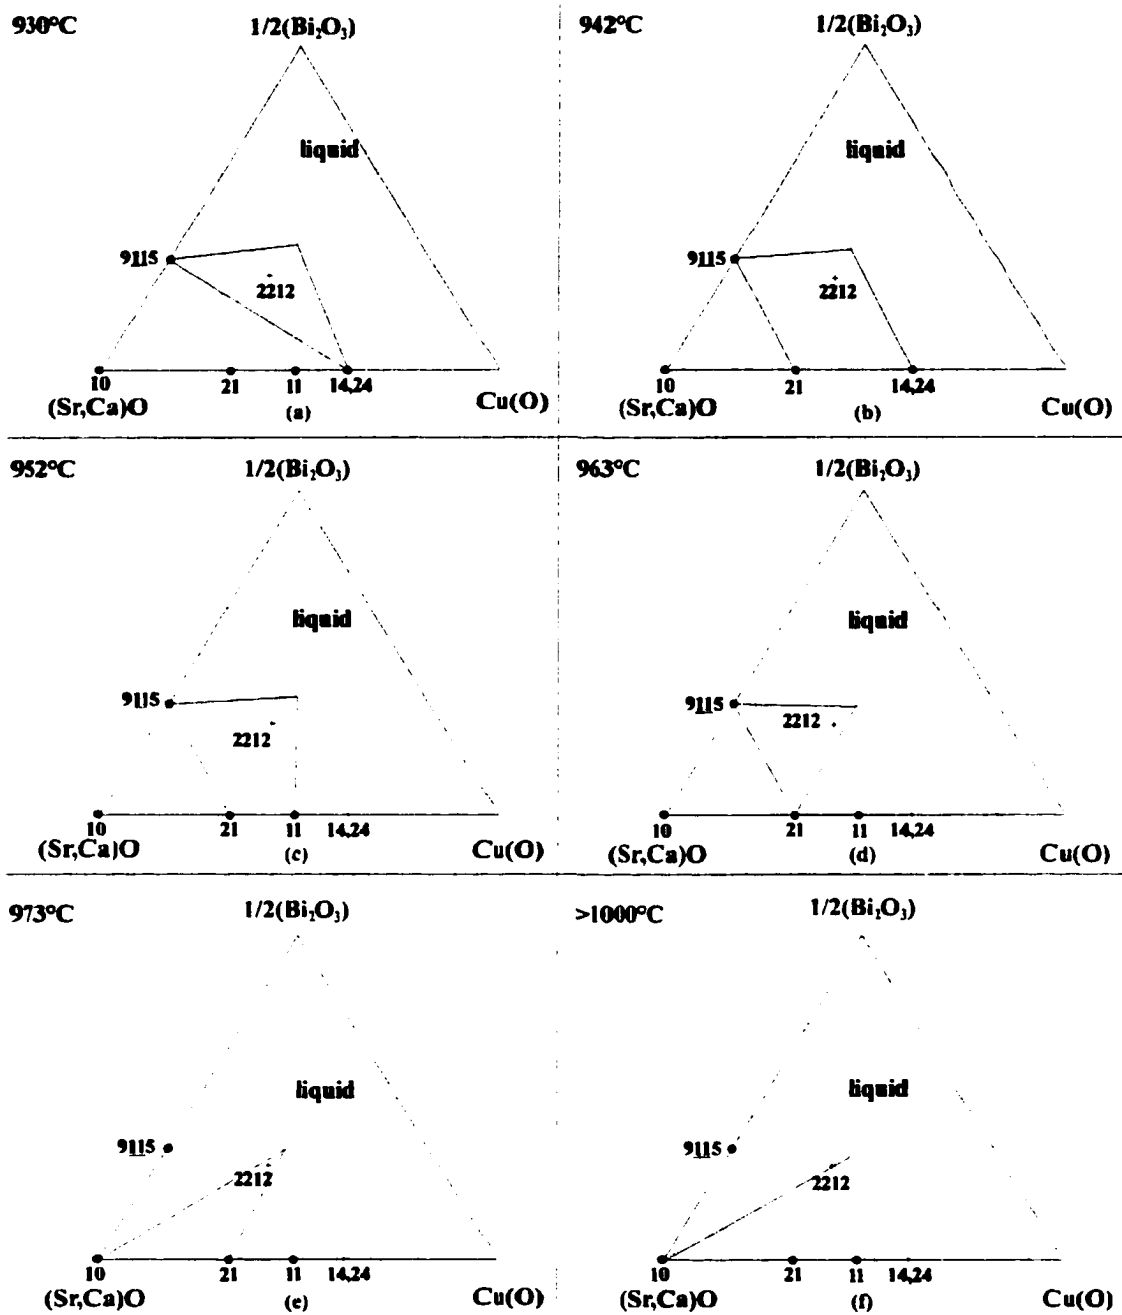 930°C
1/2(Bi₂O₃)
liquid
9115
2212
10
21
11
14,24
(Sr,Ca)O
(a)
Cu(O)
942°C
1/2(Bi₂O₃)
liquid
9115
2212
10
21
14,24
(Sr,Ca)O
(b)
Cu(O)
952°C
1/2(Bi₂O₃)
liquid
9115
2212
10
21
11
14,24
(Sr,Ca)O
(c)
Cu(O)
963°C
1/2(Bi₂O₃)
liquid
9115
2212
10
21
11
14,24
(Sr,Ca)O
(d)
Cu(O)
973°C
1/2(Bi₂O₃)
liquid
9115
2212
10
21
11
14,24
(Sr,Ca)O
(e)
Cu(O)
>1000°C
1/2(Bi₂O₃)
liquid
9115
2212
10
21
11
14,24
(Sr,Ca)O
(f)
Cu(O)